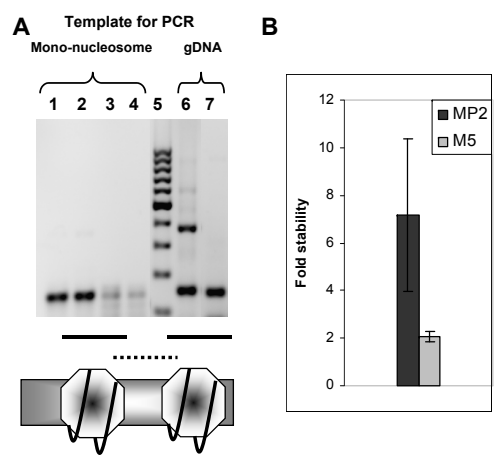 A
Template for PCR
Mono-nucleosome gDNA
1 2 3 4 5 6 7
B
12
10
8
6
4
2
0
Fold stability
MP2
M5